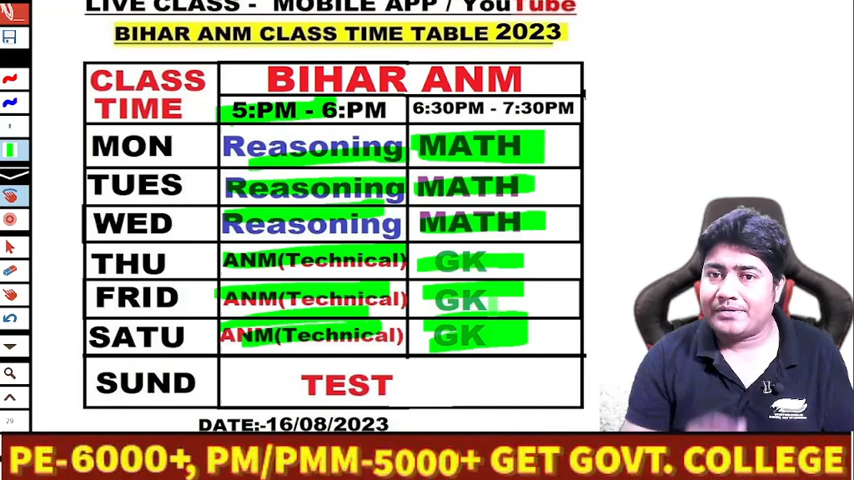 LIVE CLASS - MOBILE APP / YouTube
BIHAR ANM CLASS TIME TABLE 2023
CLASS TIME BIHAR ANM
5:PM - 6:PM 6:30PM - 7:30PM
MON Reasoning MATH
TUES Reasoning MATH
WED Reasoning MATH
THU ANM(Technical) GK
FRID ANM(Technical) GK
SATU ANM(Technical) GK
SUND TEST
DATE:-16/08/2023
PE-6000+, PM/PMM-5000+ GET GOVT. COLLEGE